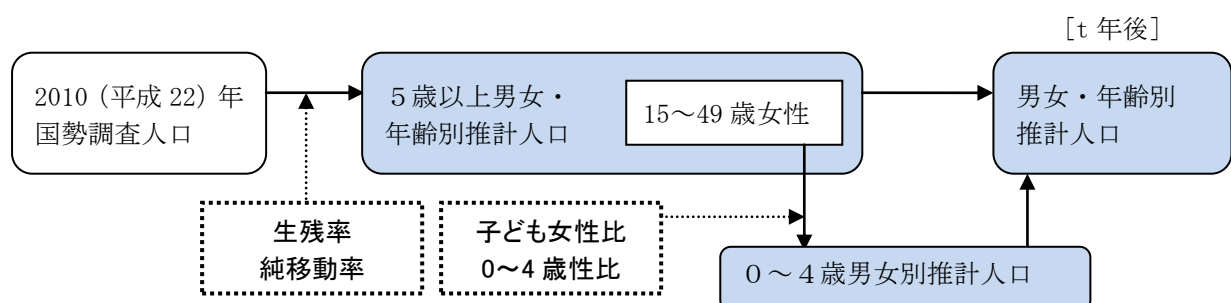 [t 年後]
2010（平成 22）年
国勢調査人口
５歳以上男女・
年齢別推計人口
15～49 歳女性
男女・年齢別
推計人口
生残率
純移動率
子ども女性比
0～4 歳性比
０～４歳男女別推計人口